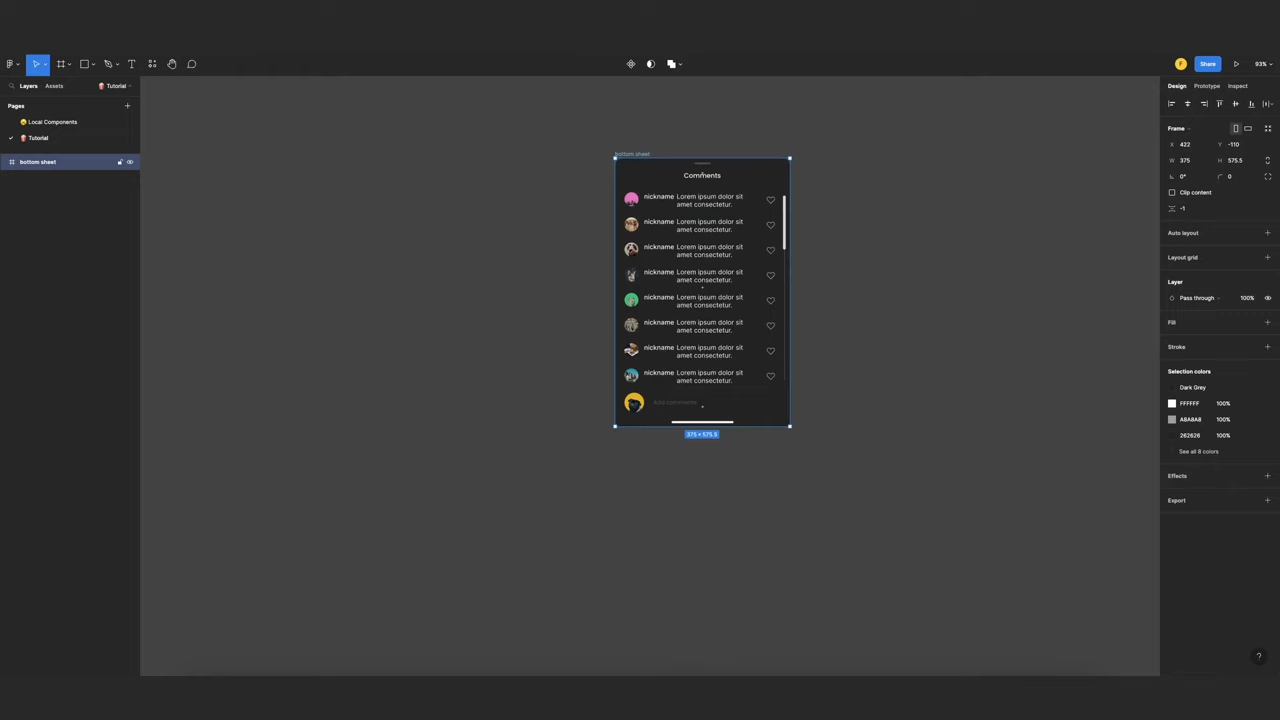 Share
93%
Layers
Assets
Tutorial
Design
Prototype
Inspect
Pages
Local Components
Tutorial
bottom sheet
bottom sheet
Comments
nickname Lorem ipsum dolor sit
amet consectetur.
nickname Lorem ipsum dolor sit
amet consectetur.
nickname Lorem ipsum dolor sit
amet consectetur.
nickname Lorem ipsum dolor sit
amet consectetur.
nickname Lorem ipsum dolor sit
amet consectetur.
nickname Lorem ipsum dolor sit
amet consectetur.
nickname Lorem ipsum dolor sit
amet consectetur.
nickname Lorem ipsum dolor sit
amet consectetur.
Add comments
375 × 575.5
Frame
X 422 Y -110
W 375 H 575.5
0° 0
Clip content
-1
Auto layout
Layout grid
Layer
Pass through 100%
Fill
Stroke
Selection colors
Dark Grey
FFFFFF 100%
A8A8A8 100%
262626 100%
See all 8 colors
Effects
Export
?